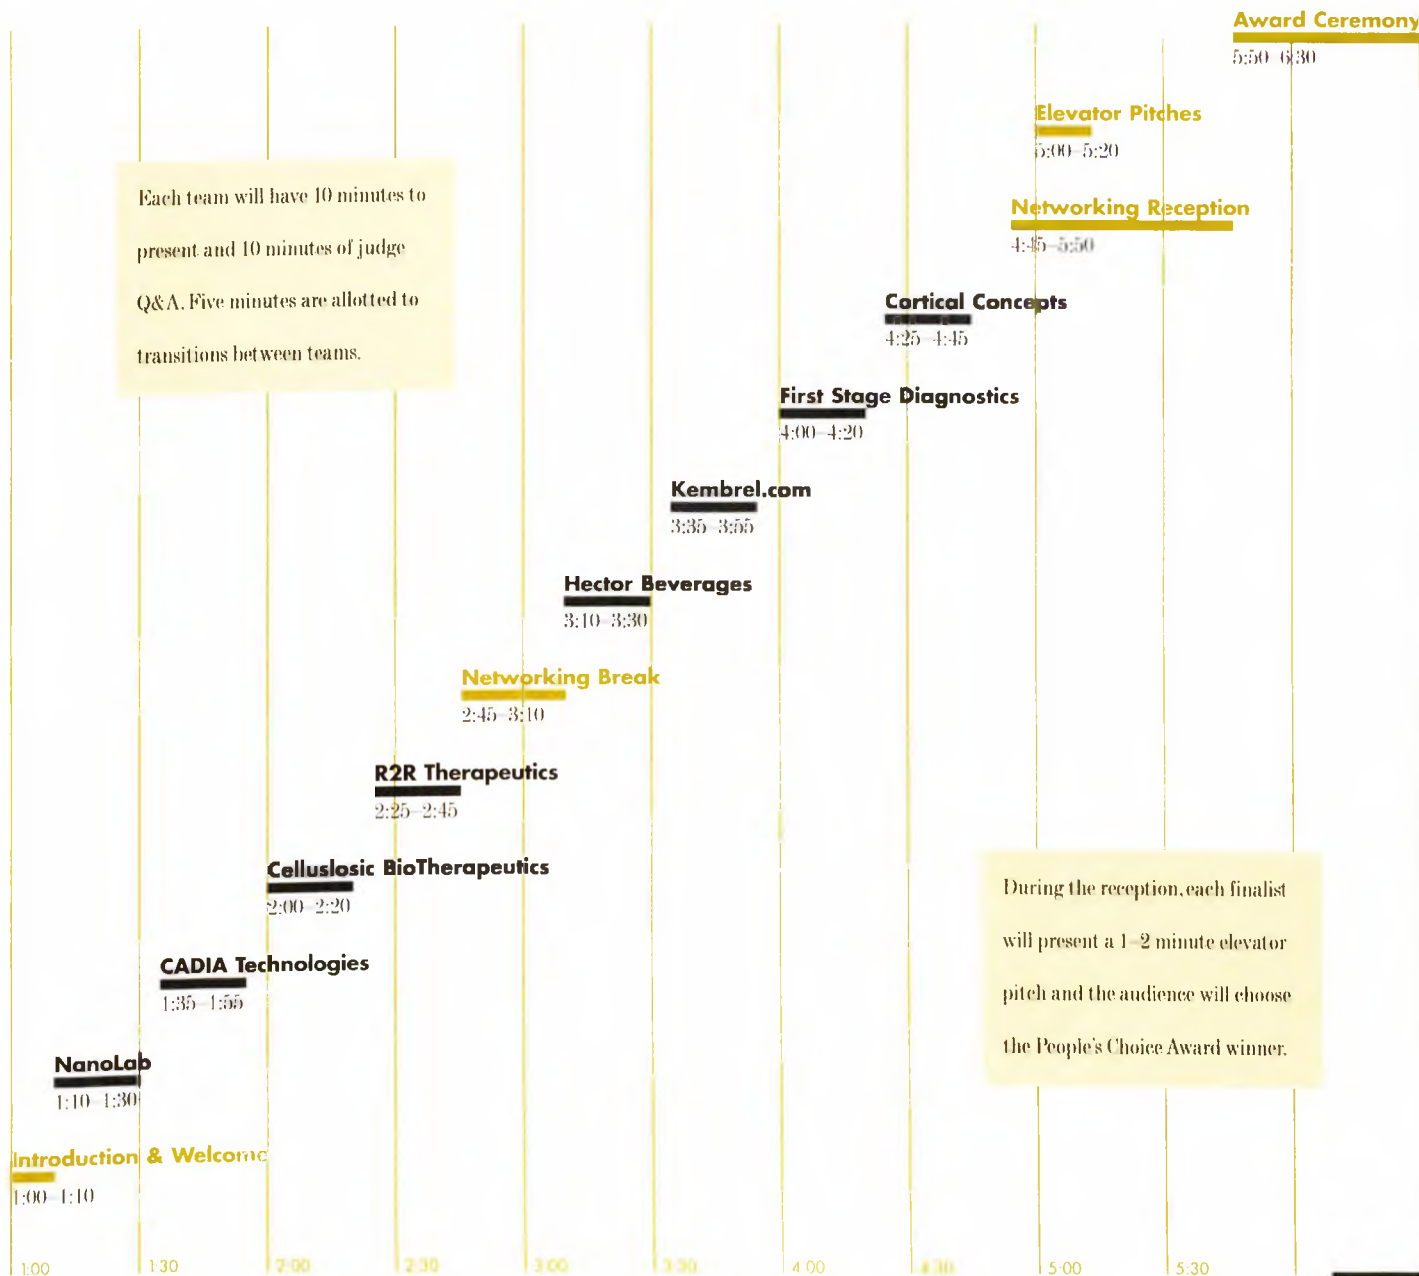 Award Ceremony
5:50–6:30
Elevator Pitches
5:00–5:20
Networking Reception
4:45–5:50
Each team will have 10 minutes to
present and 10 minutes of judge
Q&A. Five minutes are allotted to
transitions between teams.
Cortical Concepts
4:25–4:45
First Stage Diagnostics
4:00–4:20
Kembrel.com
3:35–3:55
Hector Beverages
3:10–3:30
Networking Break
2:45–3:10
R2R Therapeutics
2:25–2:45
Celluslosic BioTherapeutics
2:00–2:20
CADIA Technologies
1:35–1:55
NanoLab
1:10–1:30
Introduction & Welcome
1:00–1:10
During the reception, each finalist
will present a 1–2 minute elevator
pitch and the audience will choose
the People's Choice Award winner.
1:00 1:30 2:00 2:30 3:00 3:30 4:00 4:30 5:00 5:30